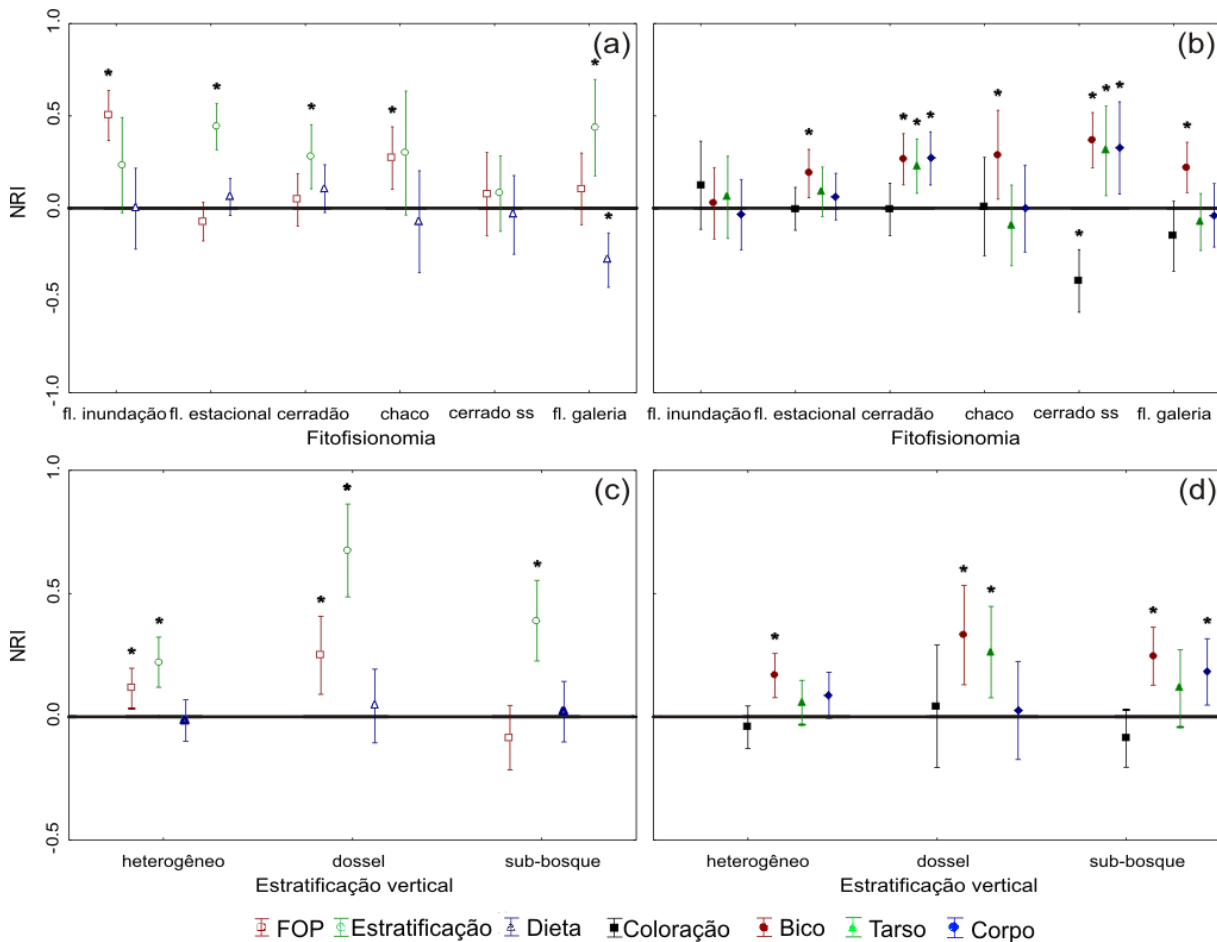 (a)
NRI
1.0
0.5
0.0
-0.5
-1.0
* * * * * *
fl. inundação fl. estacional cerradão chaco cerrado ss fl. galeria
Fitofisionomia
(b)
* * * * * * * * * * *
fl. inundação fl. estacional cerradão chaco cerrado ss fl. galeria
Fitofisionomia
(c)
NRI
1.0
0.5
0.0
-0.5
* * * * *
heterogêneo dossel sub-bosque
Estratificação vertical
(d)
* * * * *
heterogêneo dossel sub-bosque
Estratificação vertical
FOP Estratificação Dieta Coloração Bico Tarso Corpo